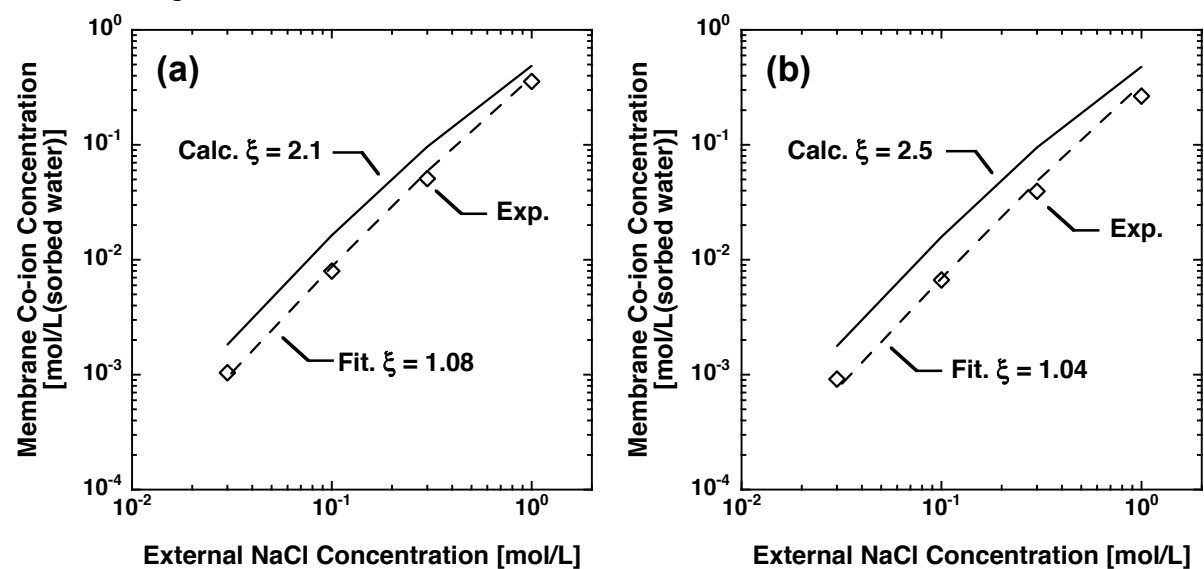 (a)
Membrane Co-ion Concentration
[mol/L(sorbed water)]
10^0
10^-1
10^-2
10^-3
10^-4
Calc. ξ = 2.1
Exp.
Fit. ξ = 1.08
10^-2
10^-1
10^0
External NaCl Concentration [mol/L]
(b)
Membrane Co-ion Concentration
[mol/L(sorbed water)]
10^0
10^-1
10^-2
10^-3
10^-4
Calc. ξ = 2.5
Exp.
Fit. ξ = 1.04
10^-2
10^-1
10^0
External NaCl Concentration [mol/L]